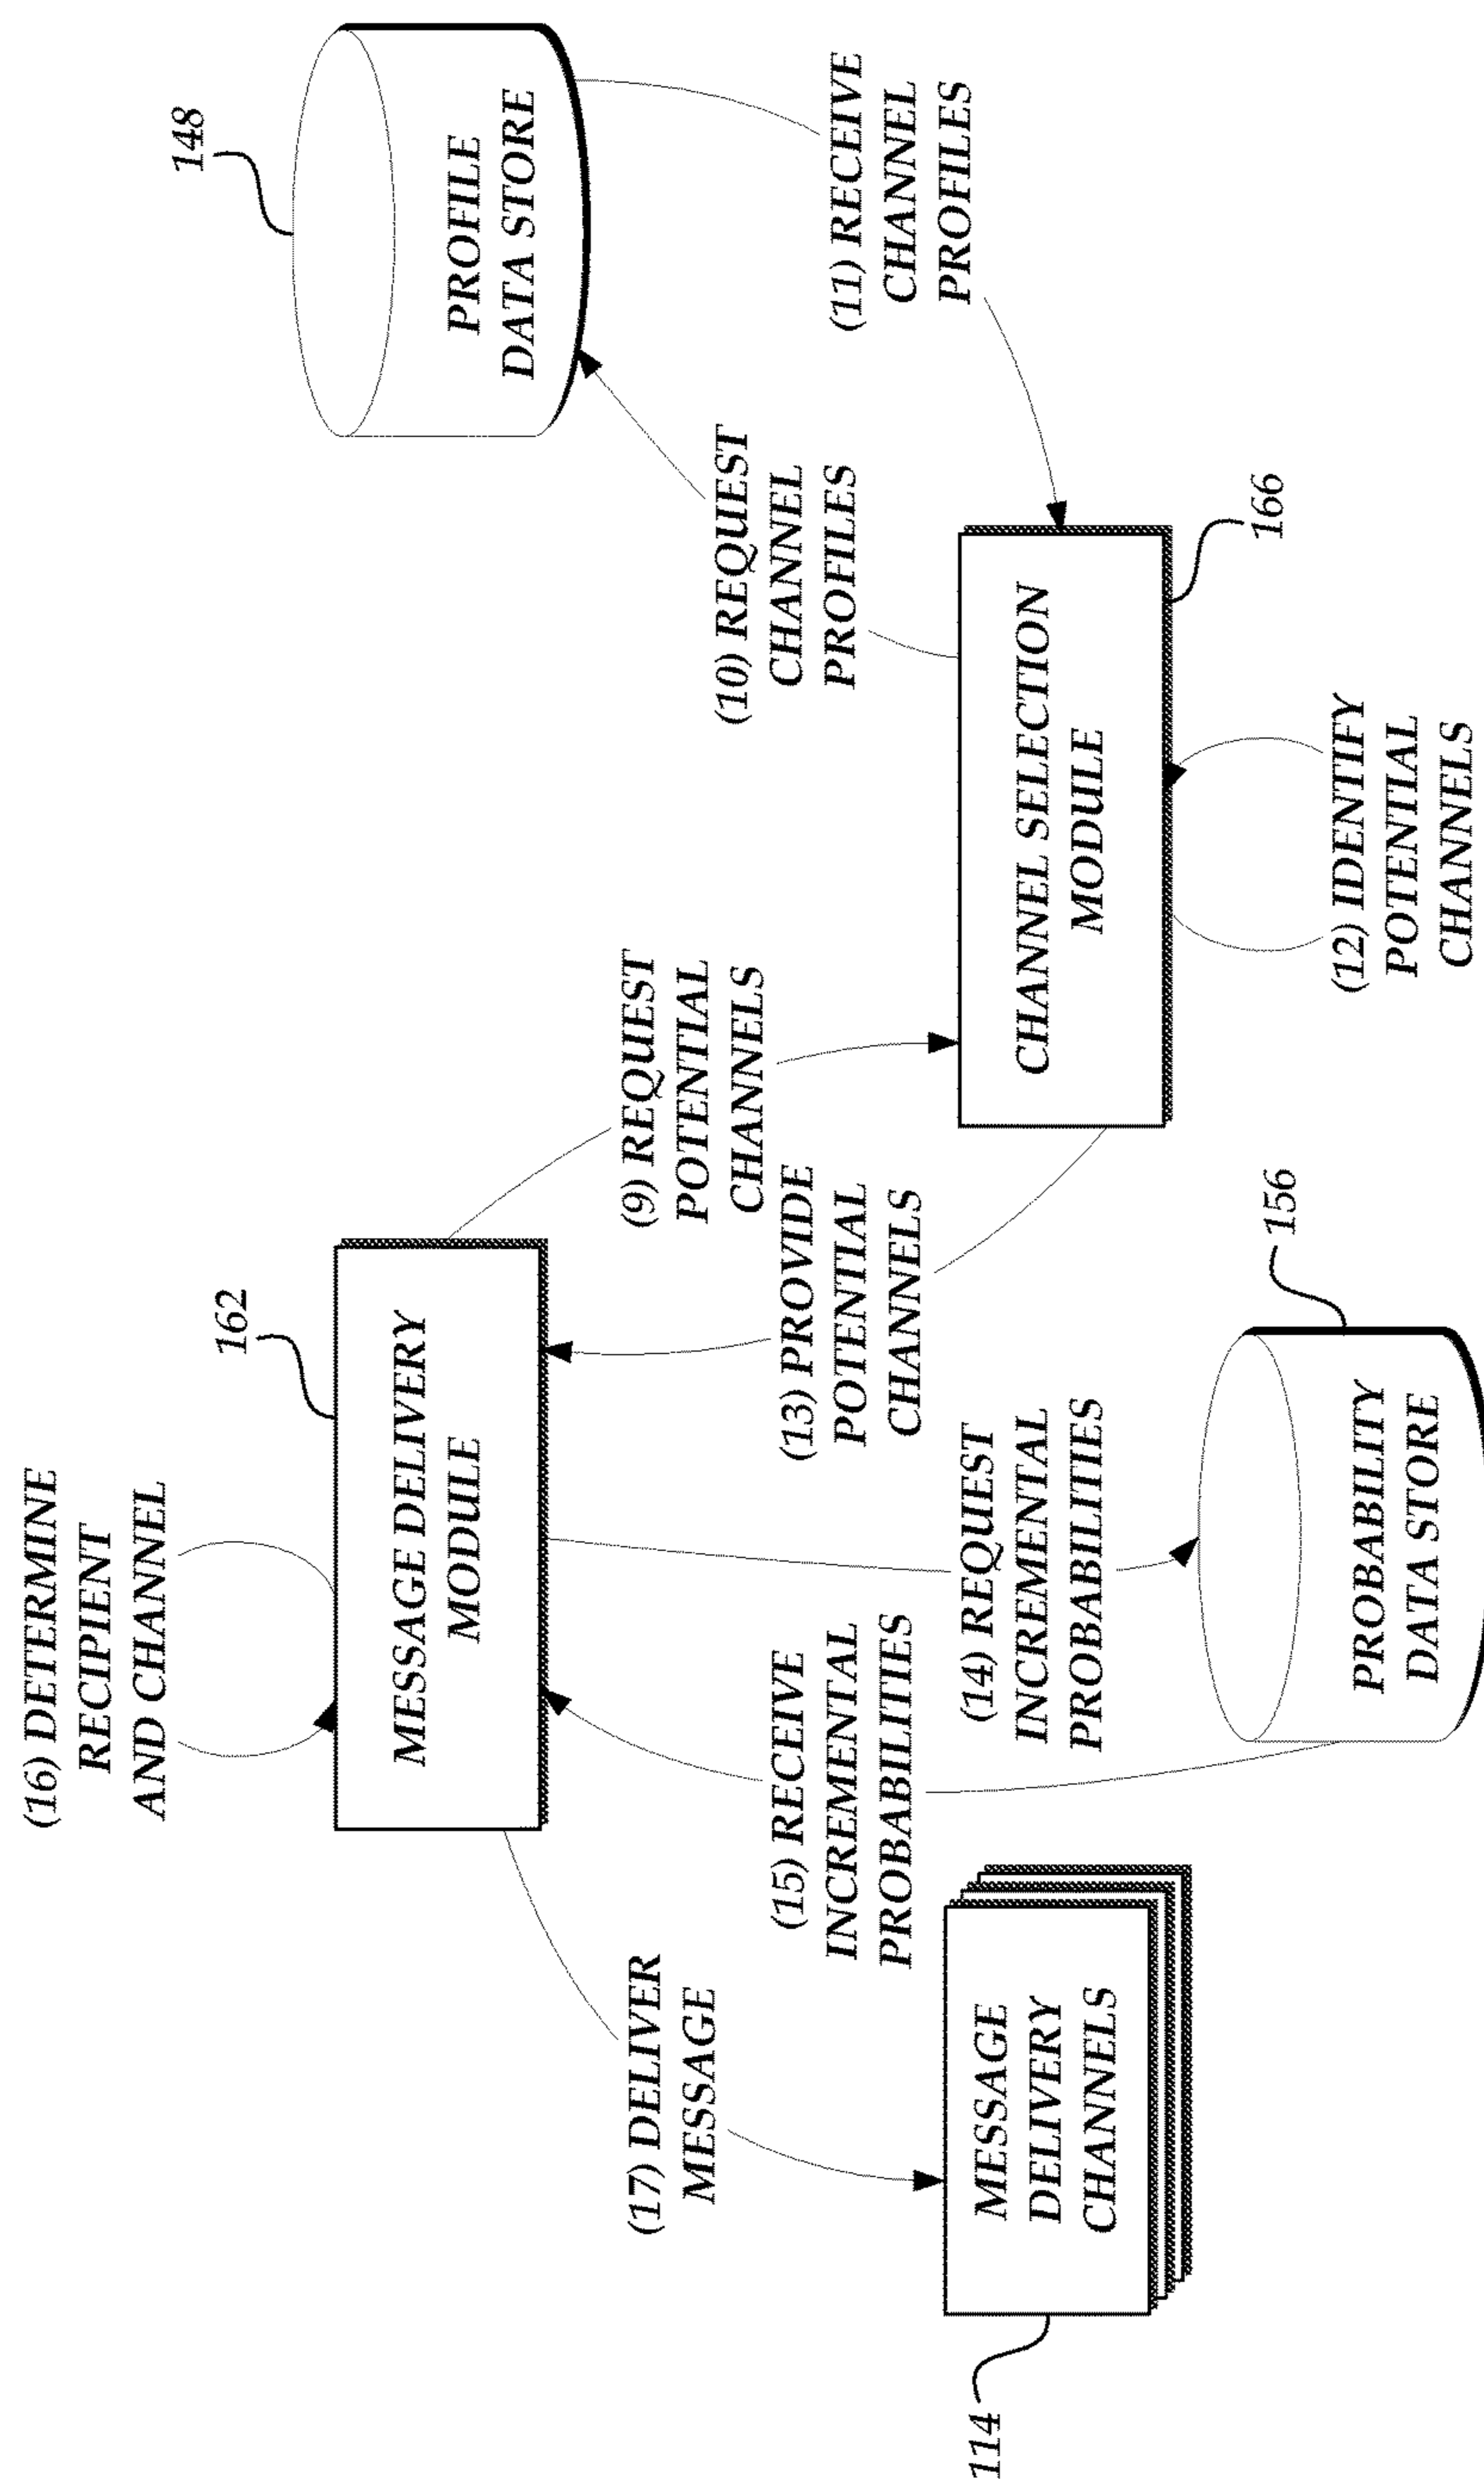 (16) DETERMINE
RECIPIENT
AND CHANNEL
162
MESSAGE DELIVERY
MODULE
148
PROFILE
DATA STORE
(17) DELIVER
MESSAGE
(9) REQUEST
POTENTIAL
CHANNELS
(10) REQUEST
CHANNEL
PROFILES
(11) RECEIVE
CHANNEL
PROFILES
(15) RECEIVE
INCREMENTAL
PROBABILITIES
(13) PROVIDE
POTENTIAL
CHANNELS
114
MESSAGE
DELIVERY
CHANNELS
(14) REQUEST
INCREMENTAL
PROBABILITIES
CHANNEL SELECTION
MODULE
166
156
PROBABILITY
DATA STORE
(12) IDENTIFY
POTENTIAL
CHANNELS